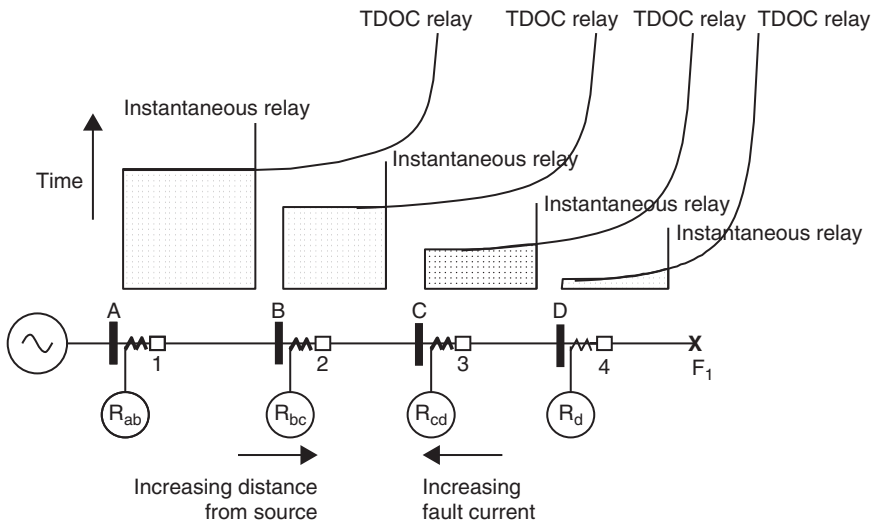 TDOC relay
TDOC relay
TDOC relay
TDOC relay
Instantaneous relay
Instantaneous relay
Time
Instantaneous relay
Instantaneous relay
A
B
C
D
1
2
3
4
F1
Rab
Rbc
Rcd
Rd
Increasing distance
from source
Increasing
fault current